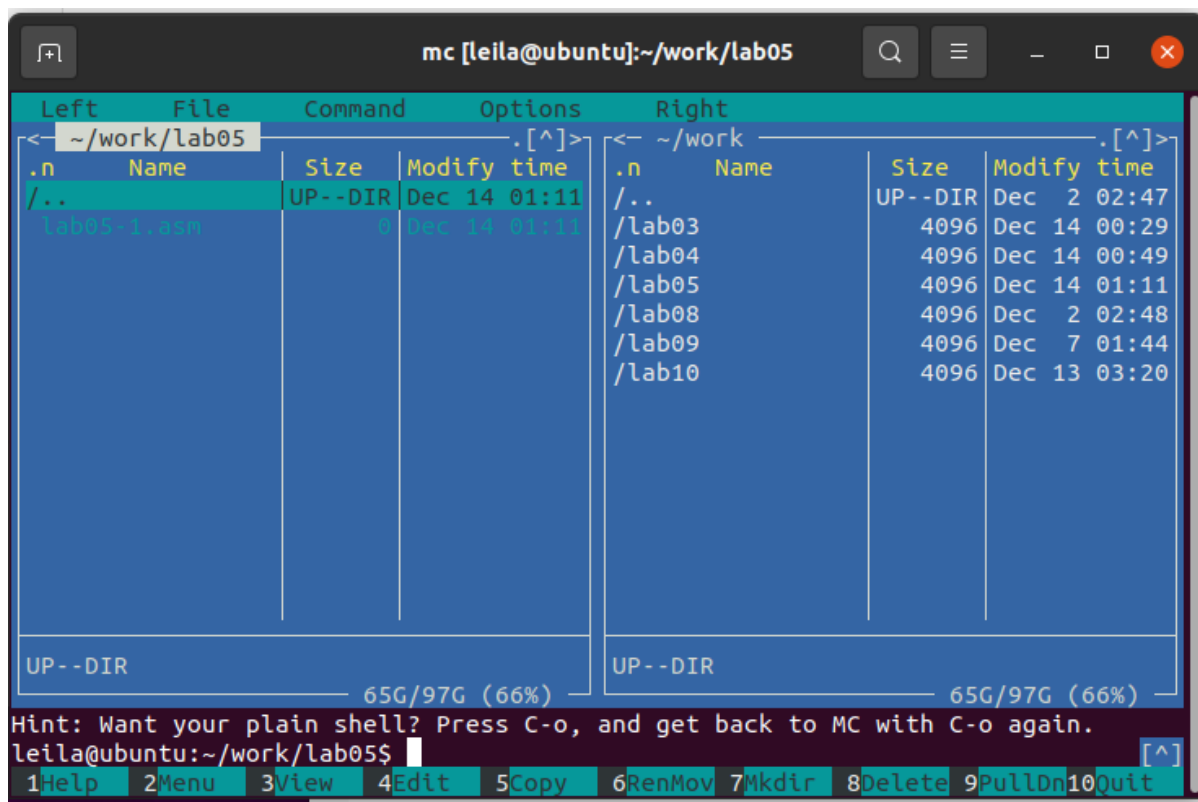 mc [leila@ubuntu]:~/work/lab05
Left File Command Options Right
<- ~/work/lab05 .[^]> <- ~/work .[^]>
.n Name Size Modify time .n Name Size Modify time
/.. UP--DIR Dec 14 01:11 /.. UP--DIR Dec 2 02:47
lab05-1.asm 0 Dec 14 01:11 /lab03 4096 Dec 14 00:29
/lab04 4096 Dec 14 00:49
/lab05 4096 Dec 14 01:11
/lab08 4096 Dec 2 02:48
/lab09 4096 Dec 7 01:44
/lab10 4096 Dec 13 03:20
UP--DIR UP--DIR
65G/97G (66%) 65G/97G (66%)
Hint: Want your plain shell? Press C-o, and get back to MC with C-o again.
leila@ubuntu:~/work/lab05$ [^]
1Help 2Menu 3View 4Edit 5Copy 6RenMov 7Mkdir 8Delete 9PullDn 10Quit